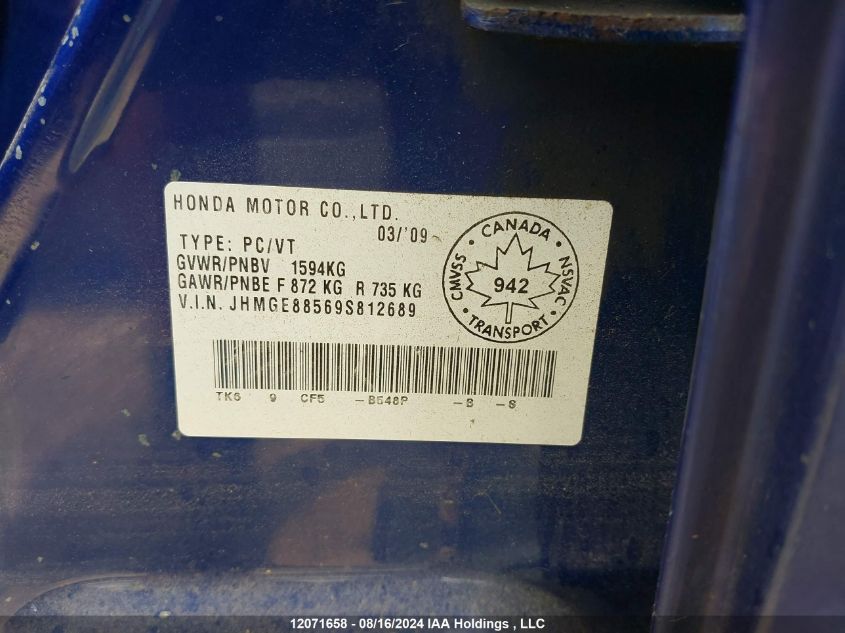 HONDA MOTOR CO.,LTD.
03/'09
TYPE: PC/VT
GVWR/PNBV 1594KG
GAWR/PNBE F 872 KG R 735 KG
V.I.N. JHMGE88569S812689
CANADA
CMVSS
942
NSVAC
TRANSPORT
TK6 9 CF5 -B548P -B -S
12071658 - 08/16/2024 IAA Holdings , LLC